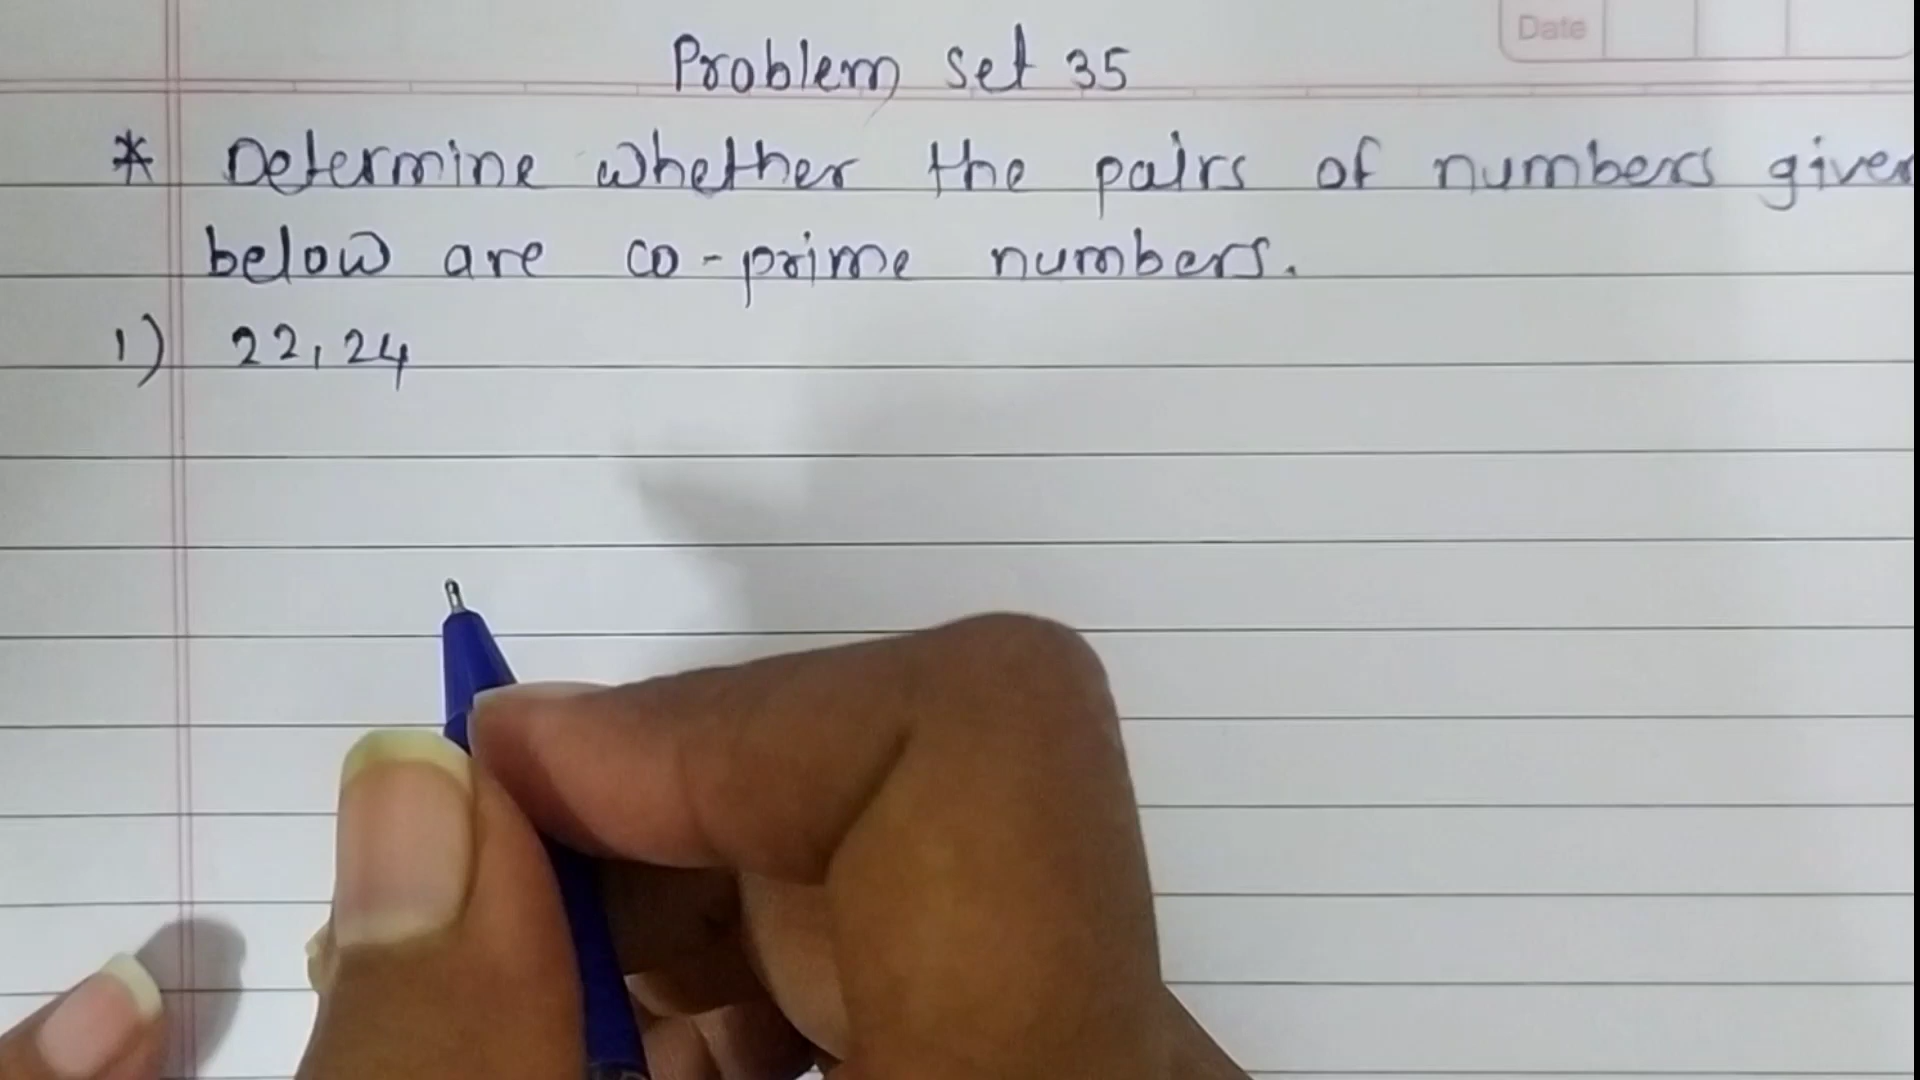 Date
Problem set 35
* Determine whether the pairs of numbers given
below are co-prime numbers.
1) 22, 24